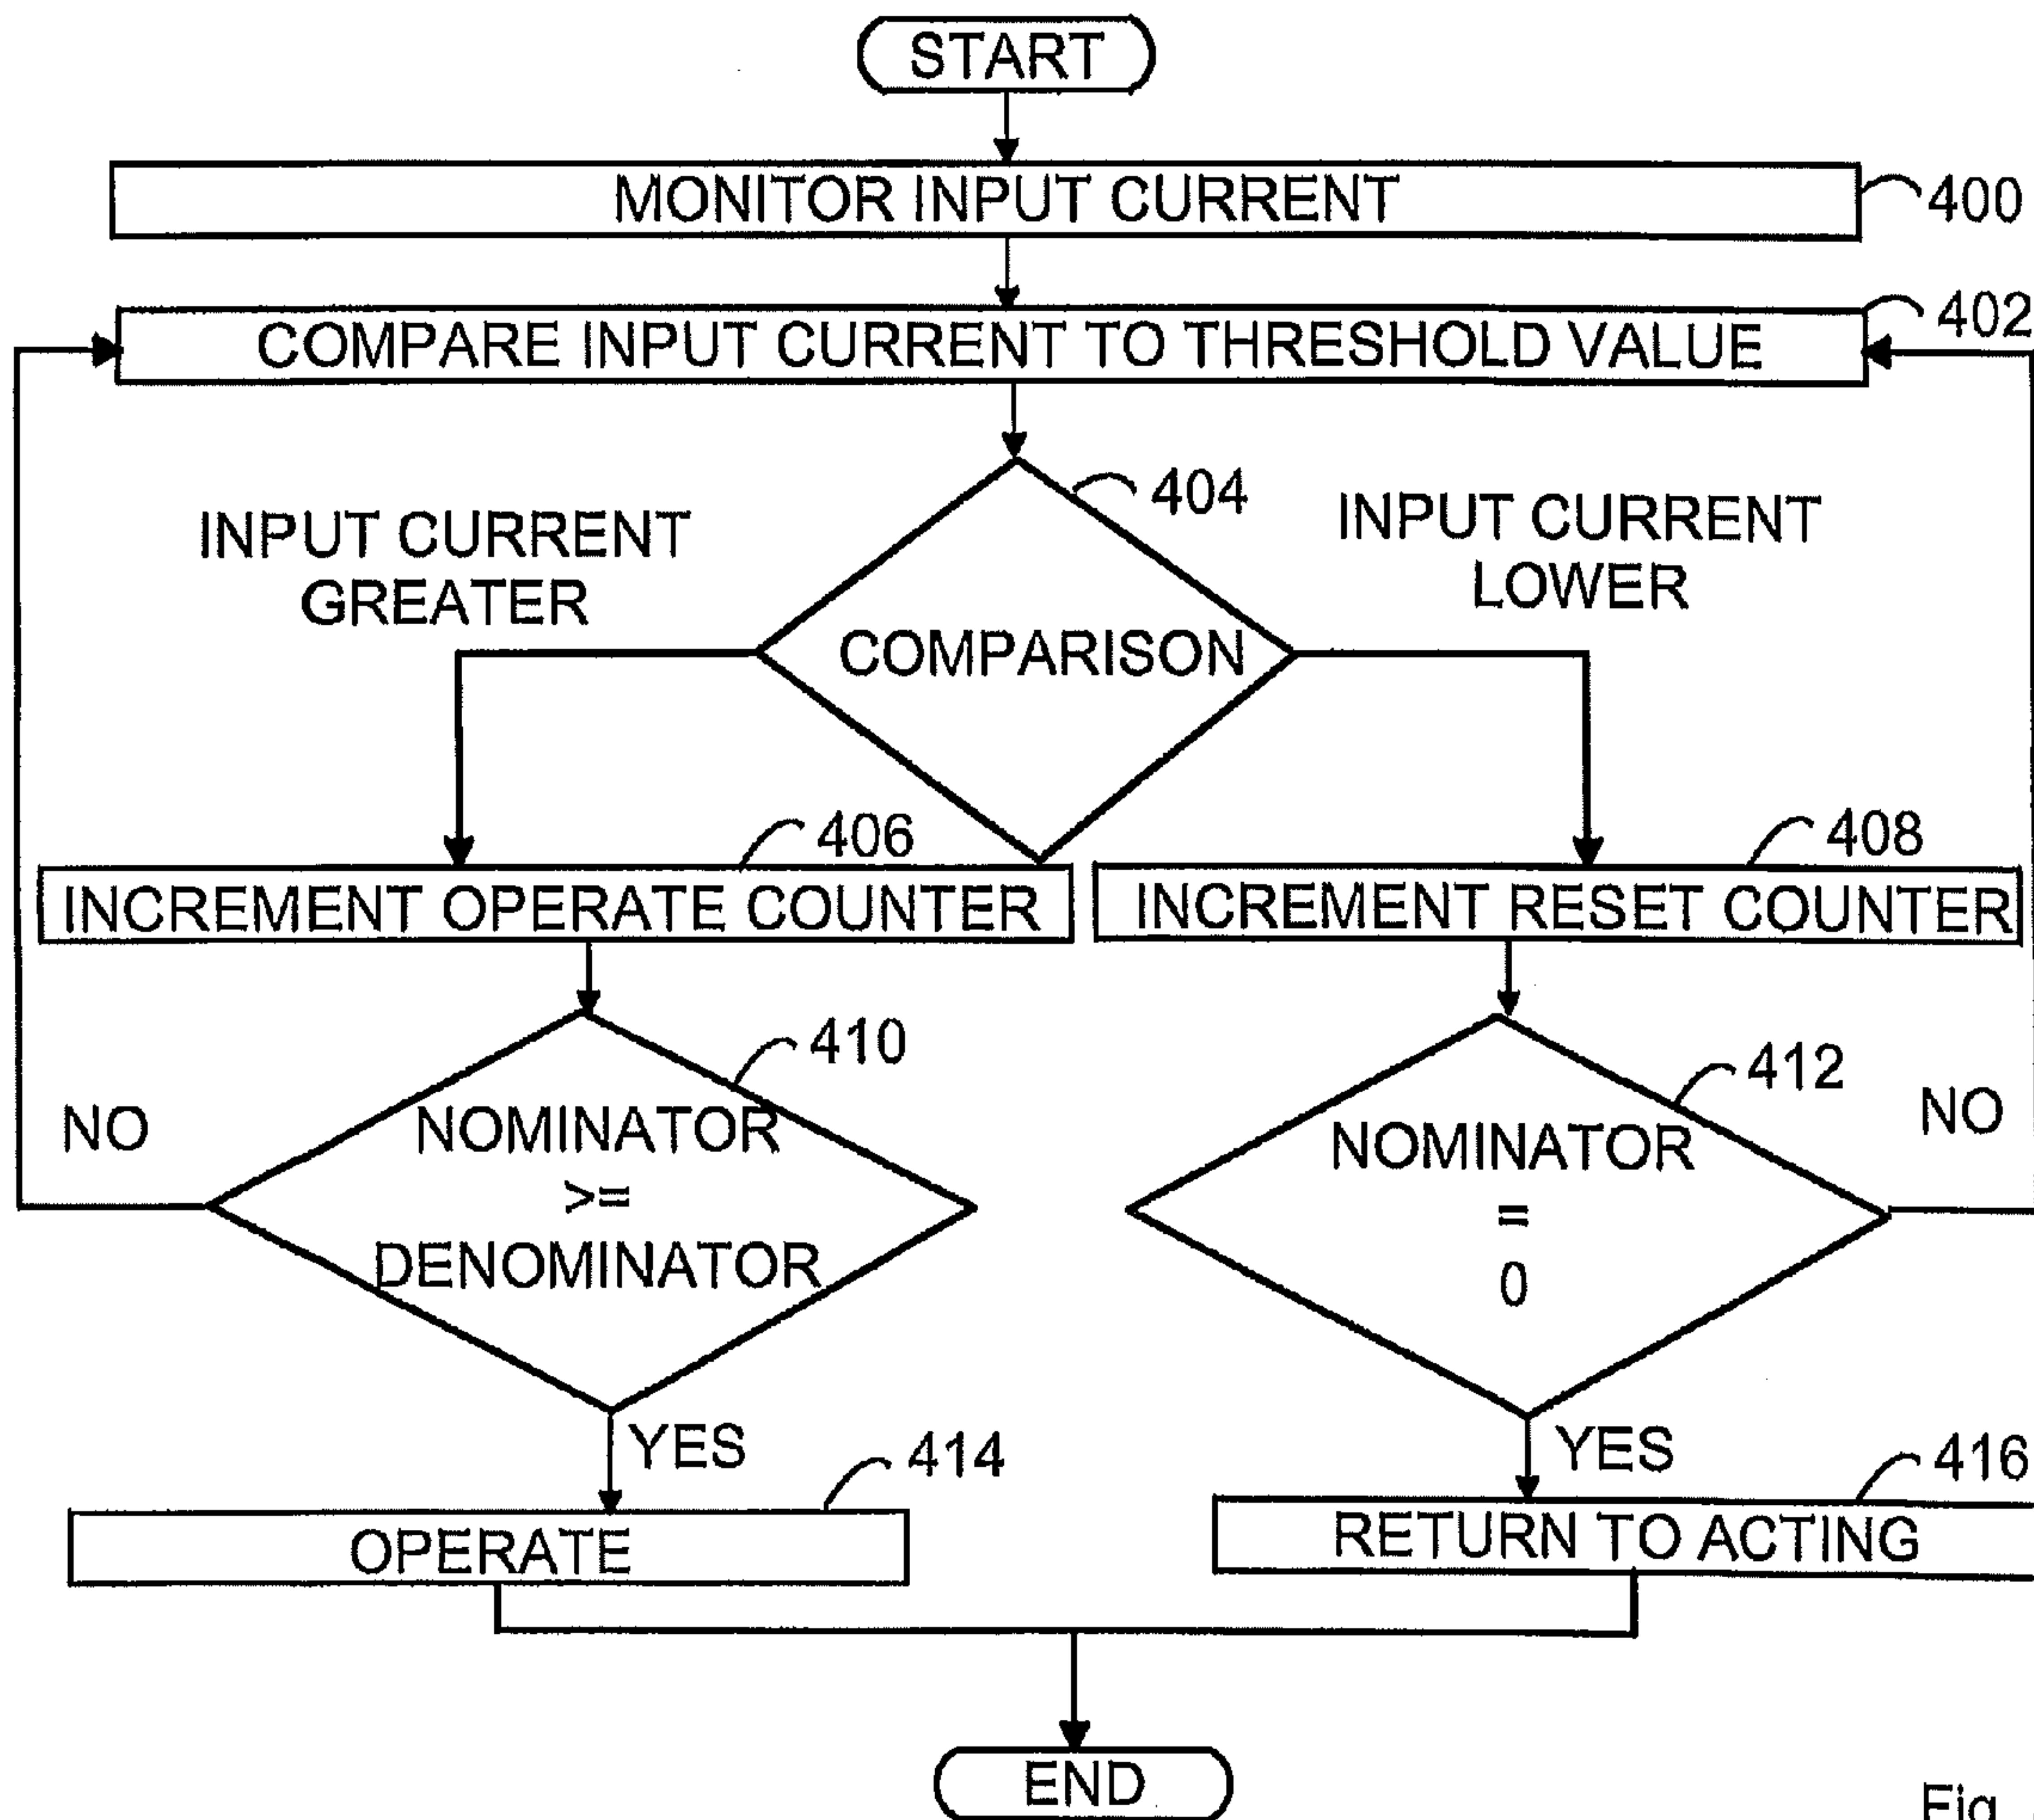 START
MONITOR INPUT CURRENT
400
402
COMPARE INPUT CURRENT TO THRESHOLD VALUE
404
INPUT CURRENT
GREATER
INPUT CURRENT
LOWER
COMPARISON
406
408
INCREMENT OPERATE COUNTER
INCREMENT RESET COUNTER
410
412
NO
NOMINATOR
>=
DENOMINATOR
NOMINATOR
=
0
NO
YES
414
YES
416
OPERATE
RETURN TO ACTING
END
Fig